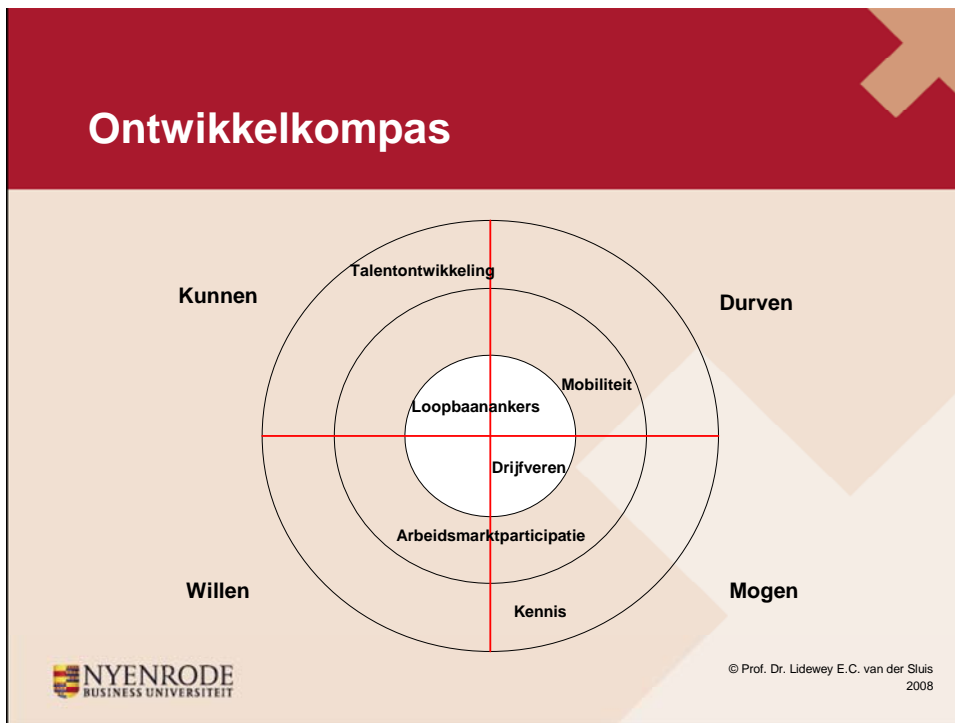 Ontwikkelkompas
Talentontwikkeling
Kunnen
Durven
Mobiliteit
Loopbaanankers
Drijfveren
Arbeidsmarktparticipatie
Willen
Mogen
Kennis
NYENRODE
BUSINESS UNIVERSITEIT
© Prof. Dr. Lidewey E.C. van der Sluis
2008